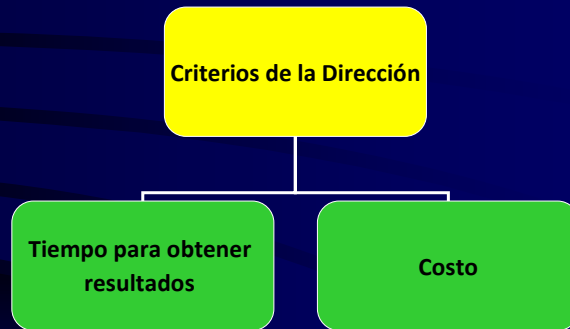 Criterios de la Dirección
Tiempo para obtener
resultados
Costo